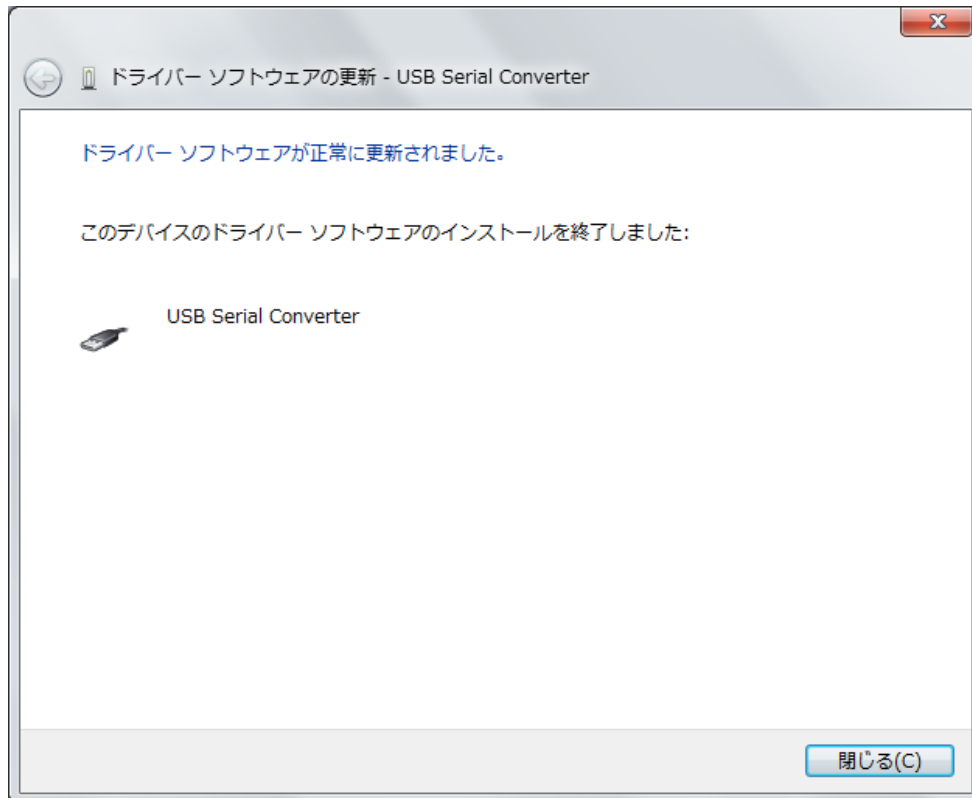 ドライバー ソフトウェアの更新 - USB Serial Converter
ドライバー ソフトウェアが正常に更新されました。
このデバイスのドライバー ソフトウェアのインストールを終了しました:
USB Serial Converter
閉じる(C)